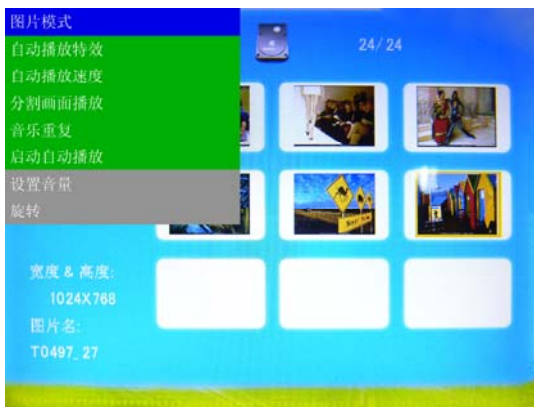 图片模式
自动播放特效
自动播放速度
分割画面播放
音乐重复
启动自动播放
设置音量
旋转
24/24
宽度 & 高度:
1024X768
图片名:
T0497_27